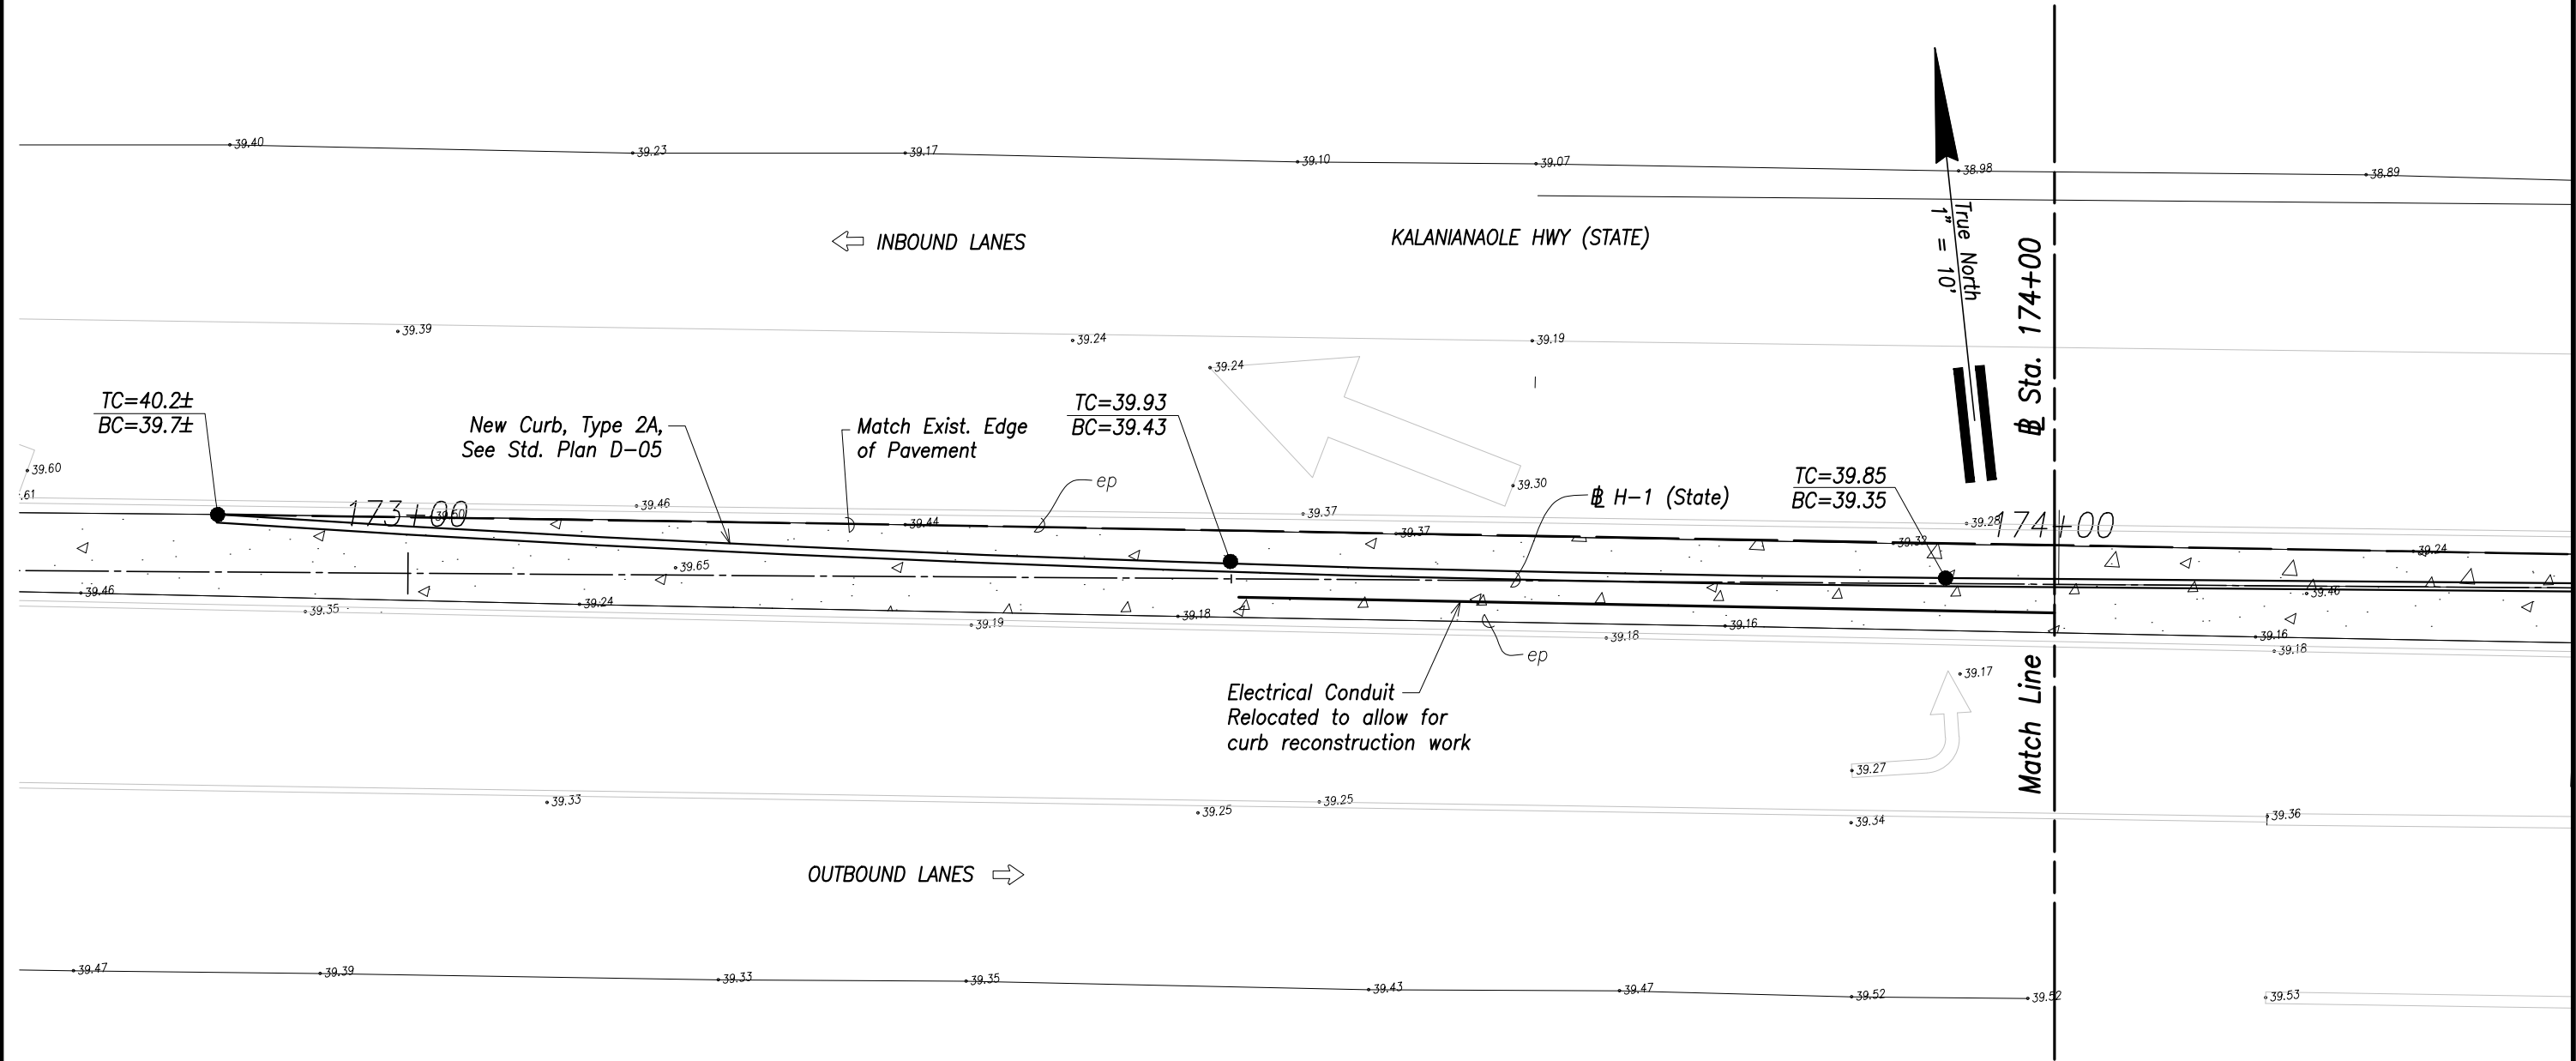 39.40
39.23
39.17
39.10
39.07
38.98
38.89
INBOUND LANES
KALANIANAOLE HWY (STATE)
True North
1" = 10'
39.39
39.24
39.19
39.24
TC=40.2±
BC=39.7±
New Curb, Type 2A,
See Std. Plan D-05
Match Exist. Edge
of Pavement
TC=39.93
BC=39.43
ep
39.30
H-1 (State)
TC=39.85
BC=39.35
Sta. 174+00
39.60
.61
173+00
39.50
39.46
39.44
39.37
39.37
39.28
174+00
39.32
39.24
39.65
39.46
39.35
39.24
39.19
39.18
39.18
39.16
39.40
39.16
39.18
ep
Electrical Conduit
Relocated to allow for
curb reconstruction work
39.17
39.27
Match Line
39.33
39.25
39.25
39.34
39.36
OUTBOUND LANES
39.47
39.39
39.33
39.35
39.43
39.47
39.52
39.52
39.53